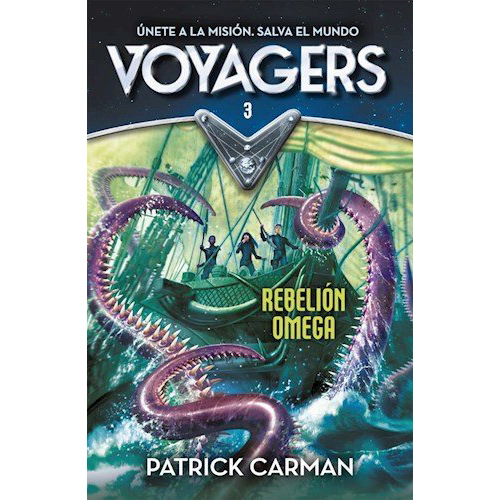 ÚNETE A LA MISIÓN. SALVA EL MUNDO
VOYAGERS
3
REBELIÓN
OMEGA
PATRICK CARMAN